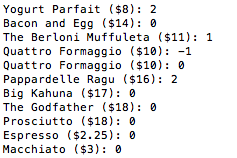 Yogurt Parfait ($8): 2
Bacon and Egg ($14): 0
The Berloni Muffuleta ($11): 1
Quattro Formaggio ($10): -1
Quattro Formaggio ($10): 0
Pappardelle Ragu ($16): 2
Big Kahuna ($17): 0
The Godfather ($18): 0
Prosciutto ($18): 0
Espresso ($2.25): 0
Macchiato ($3): 0